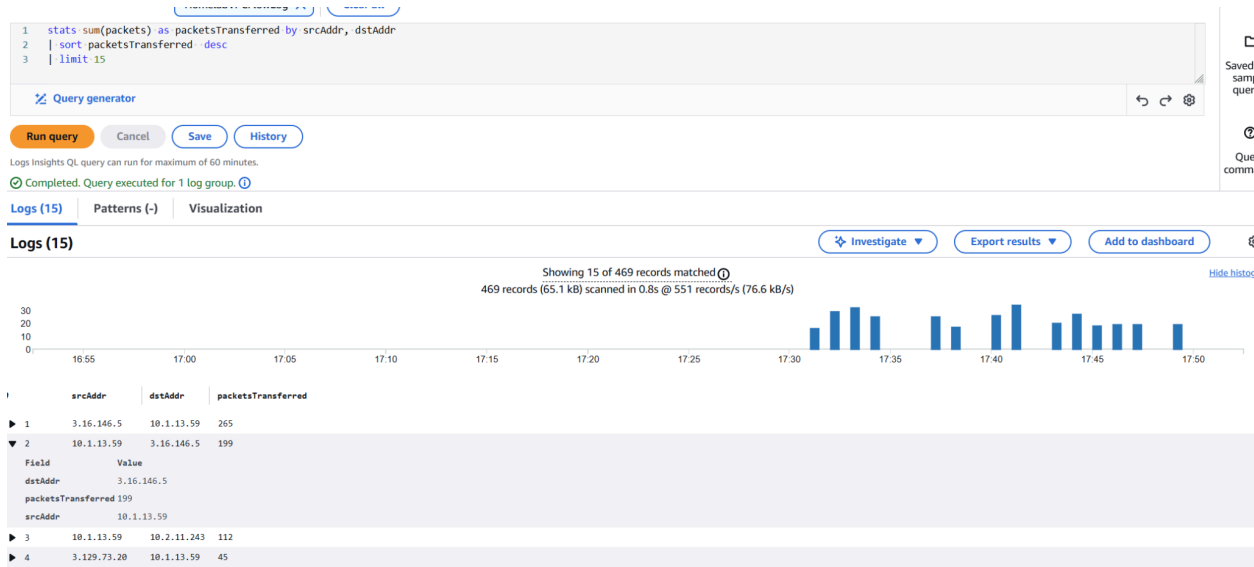 1 stats sum(packets) as packetsTransferred by srcAddr, dstAddr
2 | sort packetsTransferred desc
3 | limit 15
Saved
samp
quer
Query generator
Run query Cancel Save History
Que
comm
Logs Insights QL query can run for maximum of 60 minutes.
Completed. Query executed for 1 log group.
Logs (15) Patterns (-) Visualization
Logs (15) Investigate ▼ Export results ▼ Add to dashboard
Showing 15 of 469 records matched
Hide histog
469 records (65.1 kB) scanned in 0.8s @ 551 records/s (76.6 kB/s)
30
20
10
0
16:55 17:00 17:05 17:10 17:15 17:20 17:25 17:30 17:35 17:40 17:45 17:50
srcAddr dstAddr packetsTransferred
1 3.16.146.5 10.1.13.59 265
2 10.1.13.59 3.16.146.5 199
Field Value
dstAddr 3.16.146.5
packetsTransferred 199
srcAddr 10.1.13.59
3 10.1.13.59 10.2.11.243 112
4 3.129.73.20 10.1.13.59 45